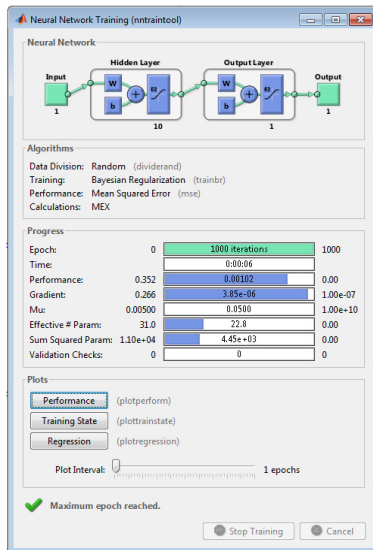 Neural Network Training (nntraintool)
Neural Network
Hidden Layer Output Layer
Input Output
W W
b b
1 10 1 1
Algorithms
Data Division: Random (dividerand)
Training: Bayesian Regularization (trainbr)
Performance: Mean Squared Error (mse)
Calculations: MEX
Progress
Epoch: 0 1000 iterations 1000
Time: 0:00:06
Performance: 0.352 0.00102 0.00
Gradient: 0.266 3.85e-06 1.00e-07
Mu: 0.00500 0.0500 1.00e+10
Effective # Param: 31.0 22.8 0.00
Sum Squared Param: 1.10e+04 4.45e+03 0.00
Validation Checks: 0 0 0
Plots
Performance (plotperform)
Training State (plottrainstate)
Regression (plotregression)
Plot Interval: 1 epochs
Maximum epoch reached.
Stop Training Cancel